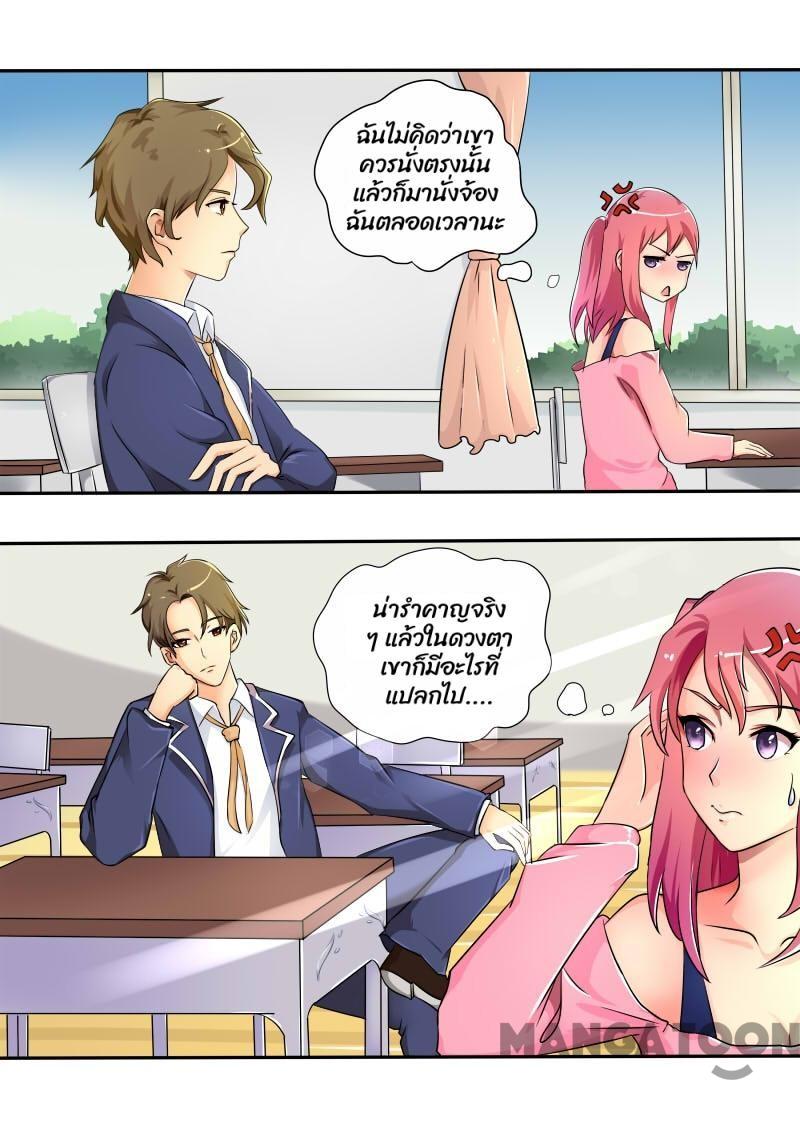 ฉันไม่คิดว่าเขา
ควรนั่งตรงนั้น
แล้วก็มานั่งจ้อง
ฉันตลอดเวลานะ
น่ารำคาญจริง
ๆ แล้วในดวงตา
เขาก็มีอะไรที่
แปลกไป....
MANGATOON